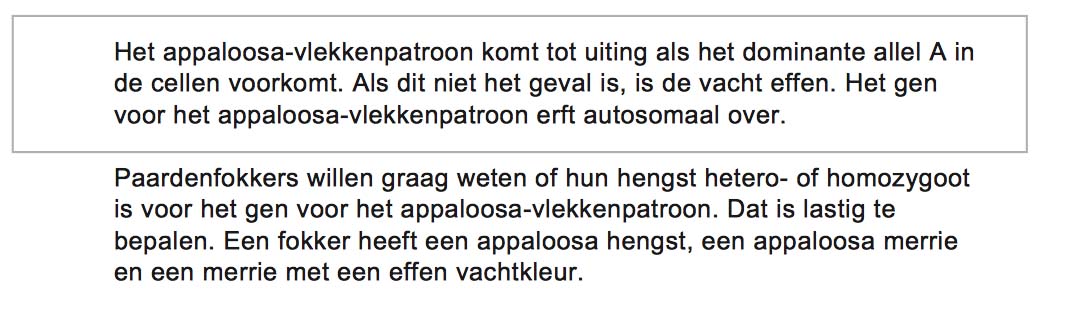 Het appaloosa-vlekkenpatroon komt tot uiting als het dominante allel A in
de cellen voorkomt. Als dit niet het geval is, is de vacht effen. Het gen
voor het appaloosa-vlekkenpatroon erft autosomaal over.
Paardenfokkers willen graag weten of hun hengst hetero- of homozygoot
is voor het gen voor het appaloosa-vlekkenpatroon. Dat is lastig te
bepalen. Een fokker heeft een appaloosa hengst, een appaloosa merrie
en een merrie met een effen vachtkleur.